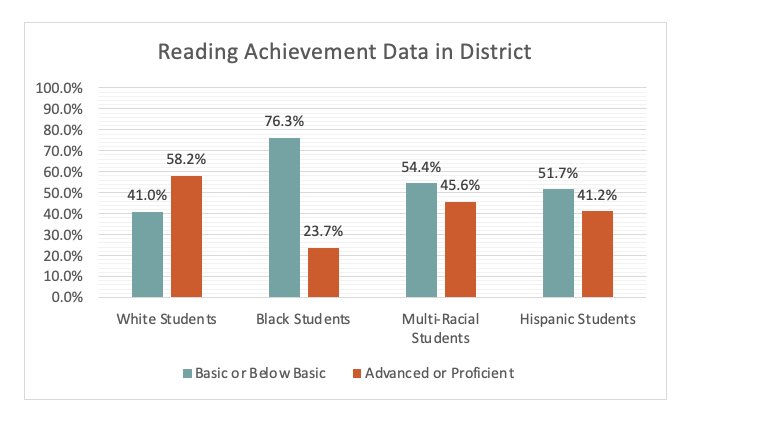 Reading Achievement Data in District
100.0%
90.0%
80.0%
70.0%
60.0%
50.0%
40.0%
30.0%
20.0%
10.0%
0.0%
41.0%
58.2%
76.3%
23.7%
54.4%
45.6%
51.7%
41.2%
White Students
Black Students
Multi-Racial
Students
Hispanic Students
Basic or Below Basic
Advanced or Proficient